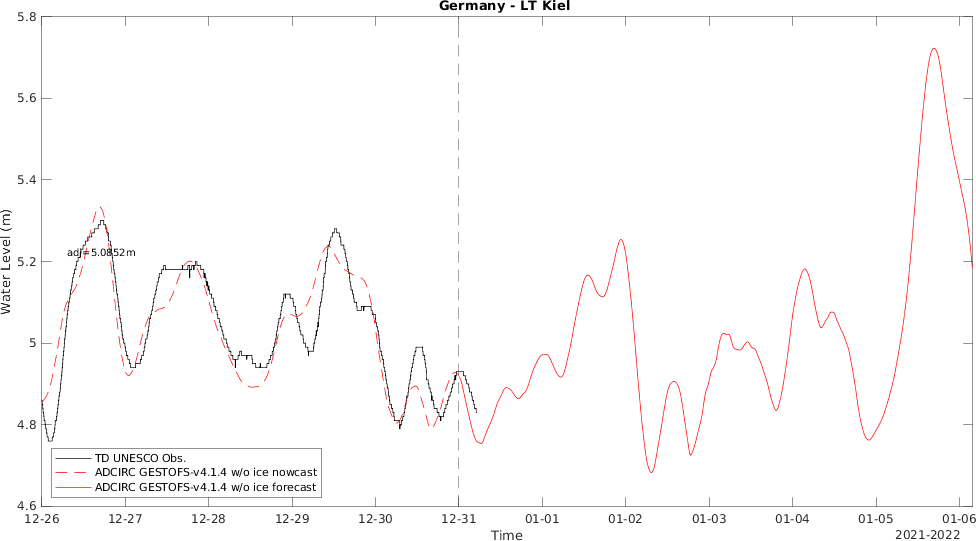 Germany - LT Kiel
Water Level (m)
5.8
5.6
5.4
5.2
5
4.8
4.6
adj=5.0852m
TD UNESCO Obs.
ADCIRC GESTOFS-v4.1.4 w/o ice nowcast
ADCIRC GESTOFS-v4.1.4 w/o ice forecast
12-26 12-27 12-28 12-29 12-30 12-31 01-01 01-02 01-03 01-04 01-05 01-06
Time
2021-2022